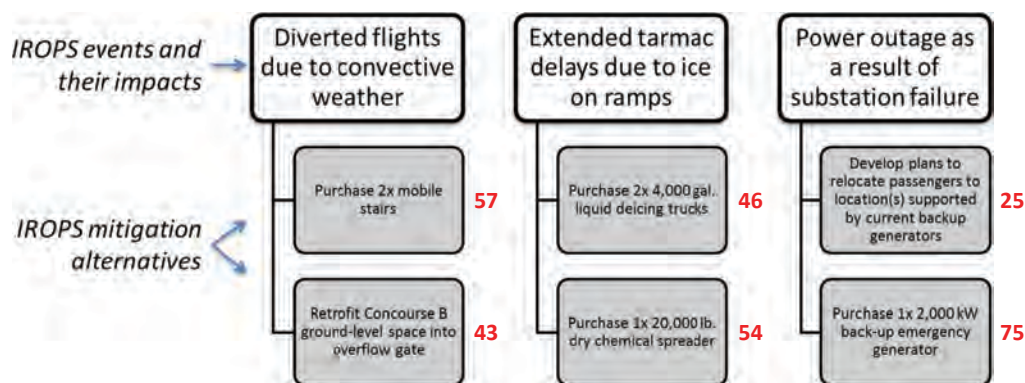 IROPS events and
their impacts
Diverted flights
due to convective
weather
Extended tarmac
delays due to ice
on ramps
Power outage as
a result of
substation failure
IROPS mitigation
alternatives
Purchase 2x mobile
stairs
57
Purchase 2x 4,000 gal.
liquid deicing trucks
46
Develop plans to
relocate passengers to
location(s) supported
by current backup
generators
25
Retrofit Concourse B
ground-level space into
overflow gate
43
Purchase 1x 20,000 lb.
dry chemical spreader
54
Purchase 1x 2,000 kW
back-up emergency
generator
75